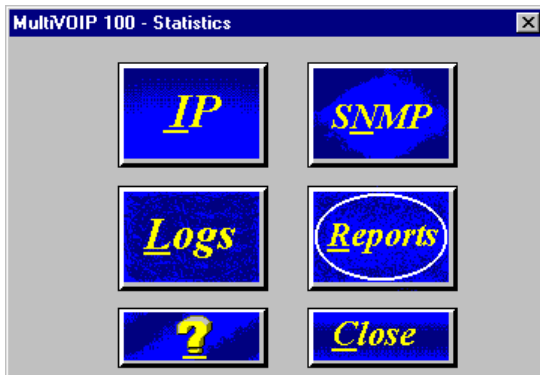 MultiVOIP 100 - Statistics
IP
SNMP
Logs
Reports
?
Close